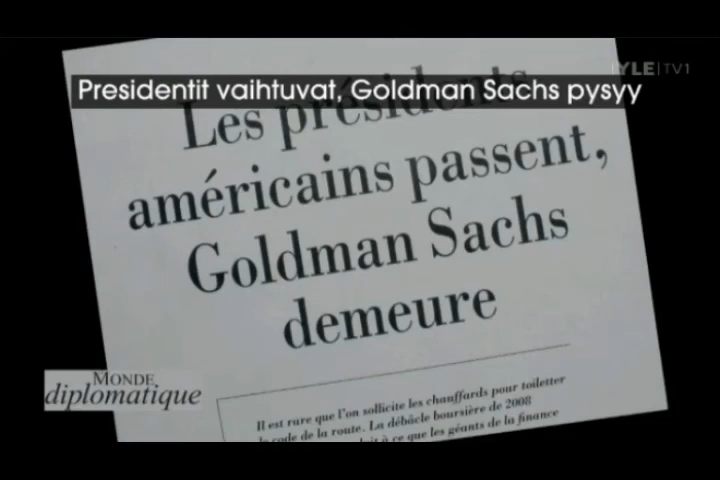 YLE TV1
Presidentit vaihtuvat, Goldman Sachs pysyy
Les présidents
américains passent,
Goldman Sachs
demeure
MONDE
diplomatique
Il est rare que l'on sollicite les chauffards pour toiletter
le code de la route. La débâcle boursière de 2008
à ce que les géants de la finance